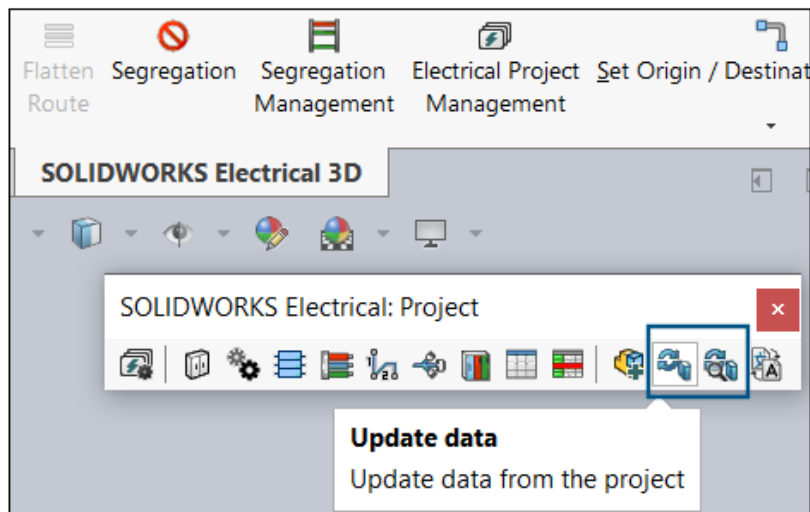 Flatten Route
Segregation
Segregation Management
Electrical Project Management
Set Origin / Destinat
SOLIDWORKS Electrical 3D
SOLIDWORKS Electrical: Project
Update data
Update data from the project